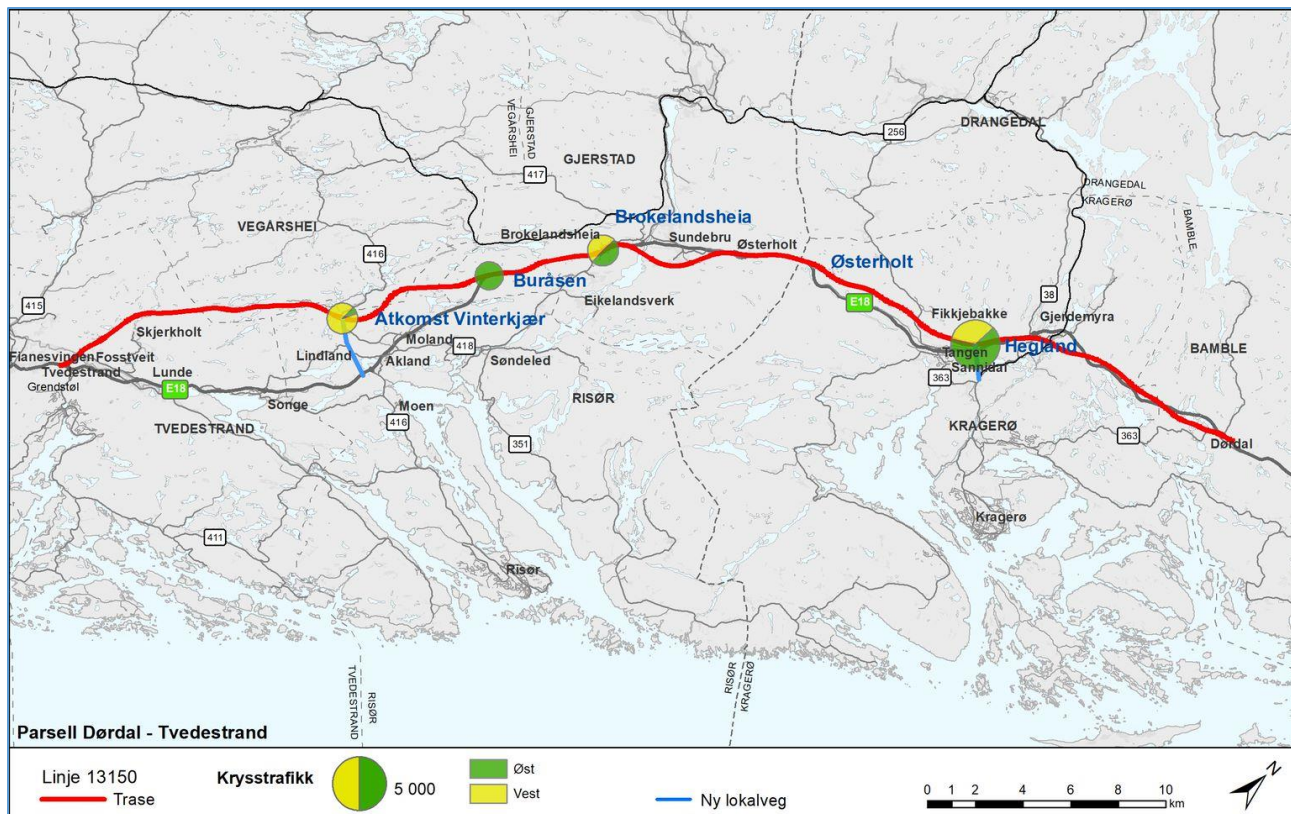 DRANGEDAL
256
GJERSTAD
VEGÅRSHEI
GJERSTAD
417
DRANGEDAL
KRAGERØ
BAMBLE
VEGÅRSHEI
416
Brokelandsheia
Brokelandsheia
Sundebru
Østerholt
Østerholt
Buråsen
Eikelandsverk
E18
38
Gjerdemyra
Fikkjebakke
415
Skjerkholt
Atkomst Vinterkjær
Moland
418
Søndeled
Hegland
Tangen
Sannidal
363
BAMBLE
Fianesvingen
Fosstveit
Tvedestrand
Grendstøl
Lunde
E18
Lindland
Akland
Songe
Moen
416
RISØR
351
TVEDESTRAND
KRAGERØ
363
Dørdal
Kragerø
411
Risør
TVEDESTRAND
RISØR
RISØR
KRAGERØ
Parsell Dørdal - Tvedestrand
Linje 13150
Trase
Krysstrafikk
5 000
Øst
Vest
Ny lokalveg
0 1 2 4 6 8 10
km
N